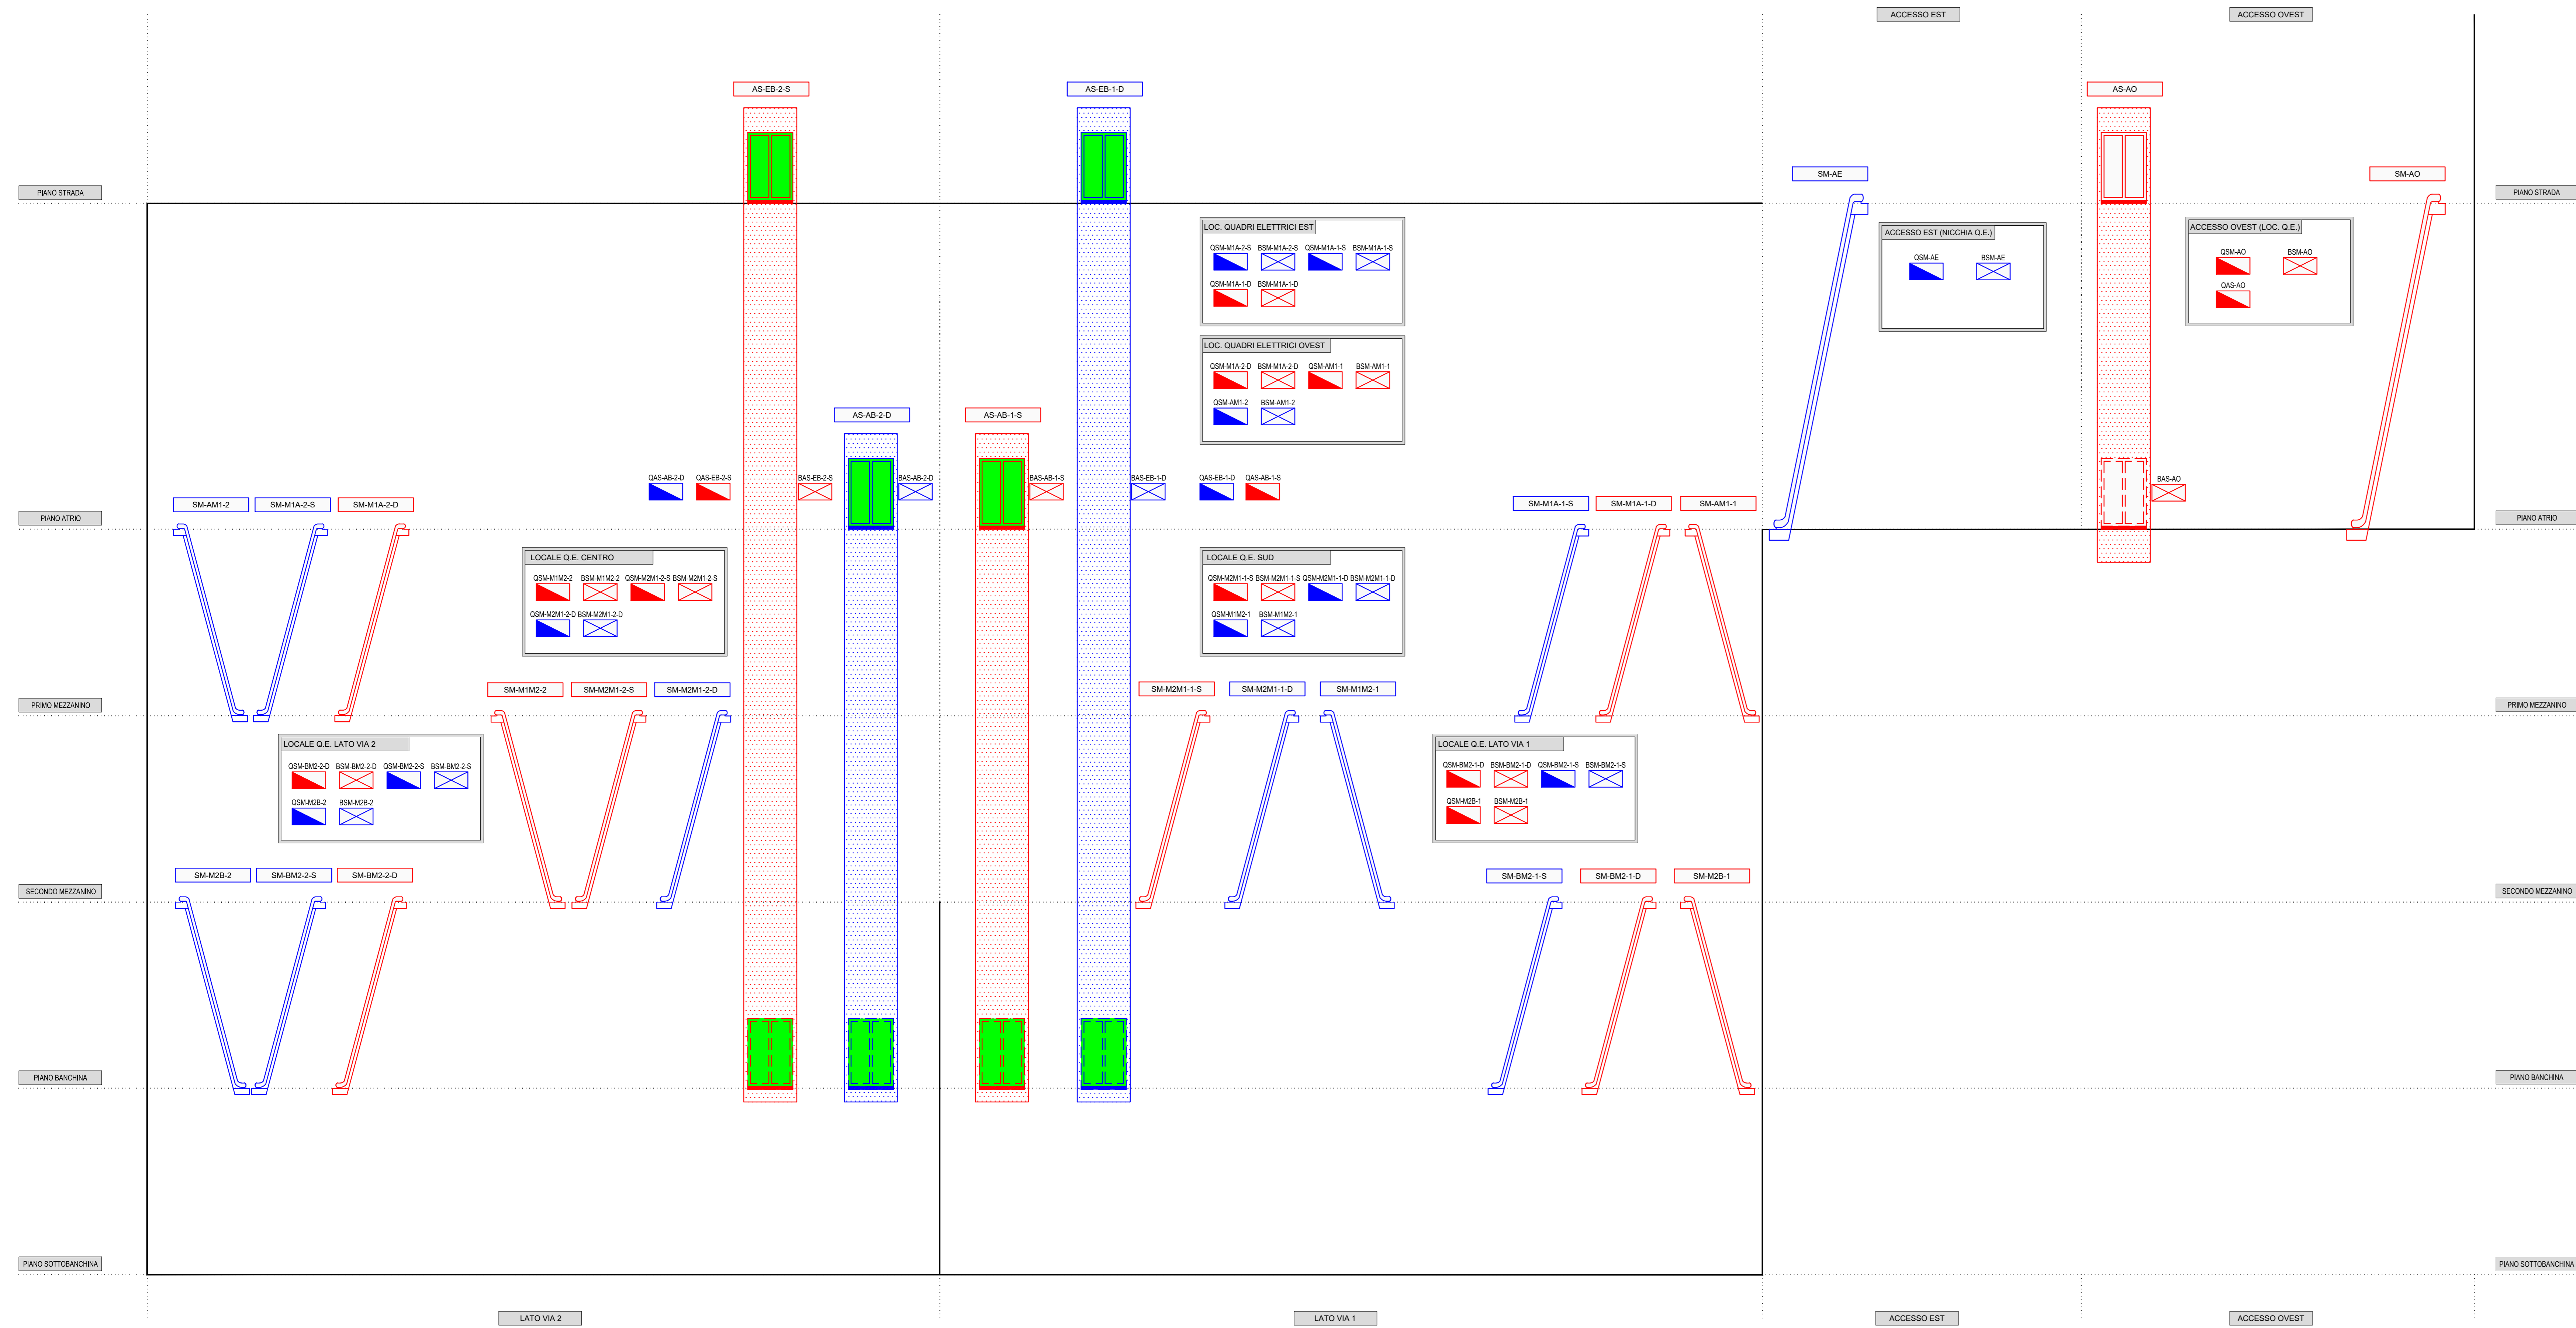 ACCESSO EST
ACCESSO OVEST
AS-EB-2-S
AS-EB-1-D
AS-AO
SM-AE
SM-AO
PIANO STRADA
PIANO STRADA
LOC. QUADRI ELETTRICI EST
QSM-M1A-2-S BSM-M1A-2-S QSM-M1A-1-S BSM-M1A-1-S
QSM-M1A-1-D BSM-M1A-1-D
ACCESSO EST (NICCHIA Q.E.)
QSM-AE BSM-AE
ACCESSO OVEST (LOC. Q.E.)
QSM-AO BSM-AO
QAS-AO
LOC. QUADRI ELETTRICI OVEST
QSM-M1A-2-D BSM-M1A-2-D QSM-AM1-1 BSM-AM1-1
QSM-AM1-2 BSM-AM1-2
AS-AB-2-D
AS-AB-1-S
QAS-AB-2-D QAS-EB-2-S BAS-EB-2-S BAS-AB-2-D BAS-AB-1-S BAS-EB-1-D QAS-EB-1-D QAS-AB-1-S
BAS-AO
SM-AM1-2 SM-M1A-2-S SM-M1A-2-D
SM-M1A-1-S SM-M1A-1-D SM-AM1-1
PIANO ATRIO
PIANO ATRIO
LOCALE Q.E. CENTRO
QSM-M1M2-2 BSM-M1M2-2 QSM-M2M1-2-S BSM-M2M1-2-S
QSM-M2M1-2-D BSM-M2M1-2-D
LOCALE Q.E. SUD
QSM-M2M1-1-S BSM-M2M1-1-S QSM-M2M1-1-D BSM-M2M1-1-D
QSM-M1M2-1 BSM-M1M2-1
SM-M1M2-2 SM-M2M1-2-S SM-M2M1-2-D
SM-M2M1-1-S SM-M2M1-1-D SM-M1M2-1
PRIMO MEZZANINO
PRIMO MEZZANINO
LOCALE Q.E. LATO VIA 2
QSM-BM2-2-D BSM-BM2-2-D QSM-BM2-2-S BSM-BM2-2-S
QSM-M2B-2 BSM-M2B-2
LOCALE Q.E. LATO VIA 1
QSM-BM2-1-D BSM-BM2-1-D QSM-BM2-1-S BSM-BM2-1-S
QSM-M2B-1 BSM-M2B-1
SM-M2B-2 SM-BM2-2-S SM-BM2-2-D
SM-BM2-1-S SM-BM2-1-D SM-M2B-1
SECONDO MEZZANINO
SECONDO MEZZANINO
PIANO BANCHINA
PIANO BANCHINA
PIANO SOTTOBANCHINA
PIANO SOTTOBANCHINA
LATO VIA 2
LATO VIA 1
ACCESSO EST
ACCESSO OVEST